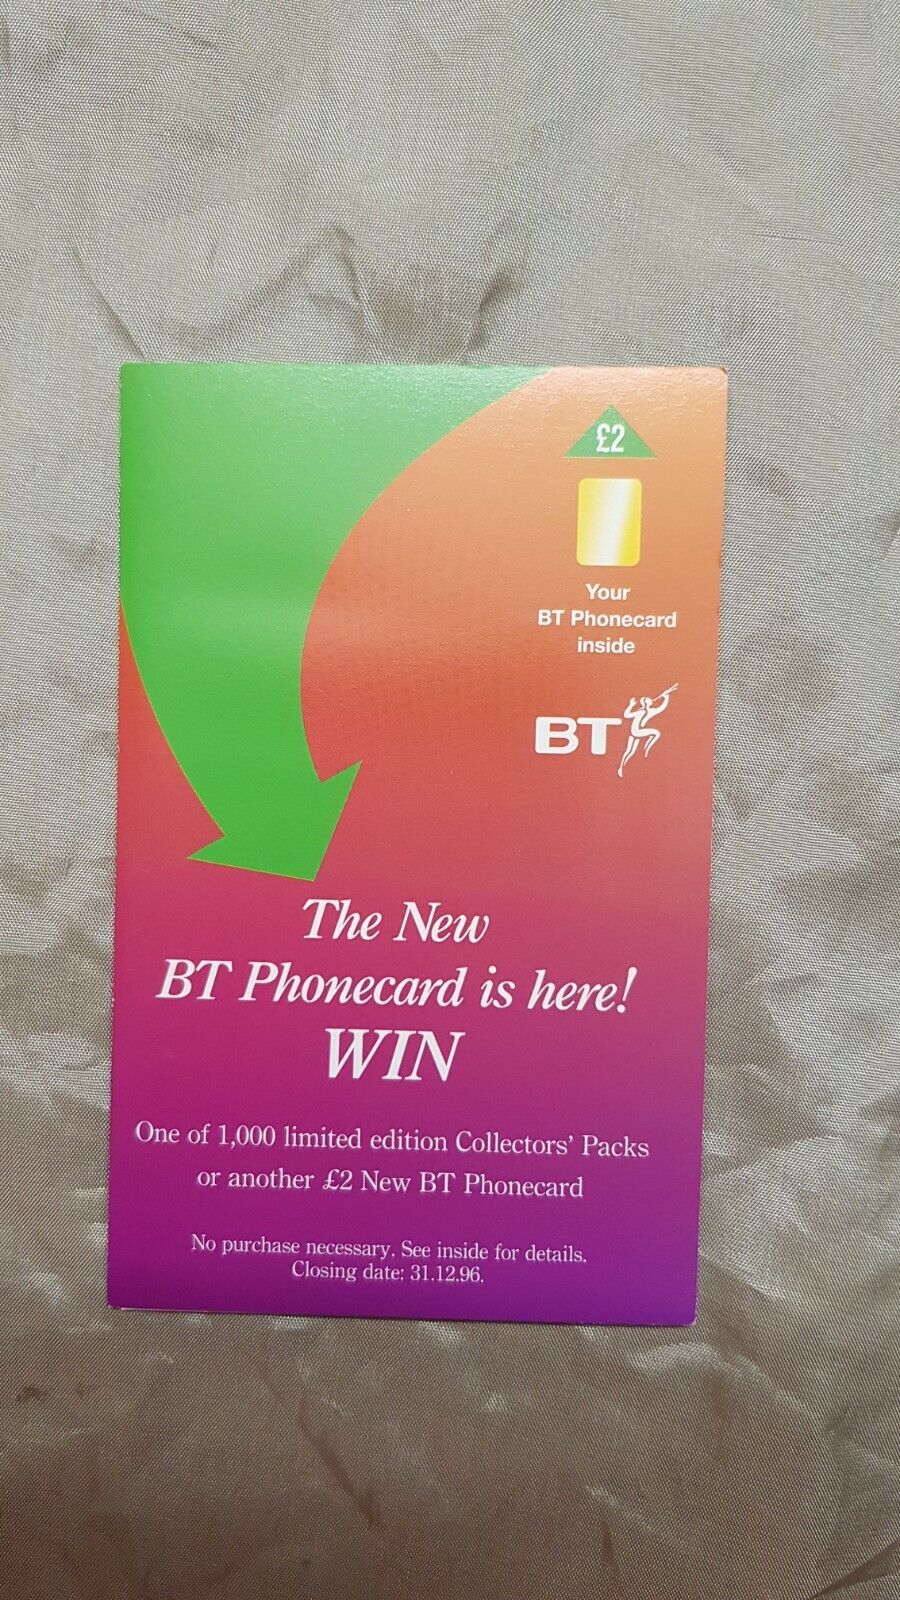 £2
Your
BT Phonecard
inside
BT
The New
BT Phonecard is here!
WIN
One of 1,000 limited edition Collectors' Packs
or another £2 New BT Phonecard
No purchase necessary. See inside for details.
Closing date: 31.12.96.